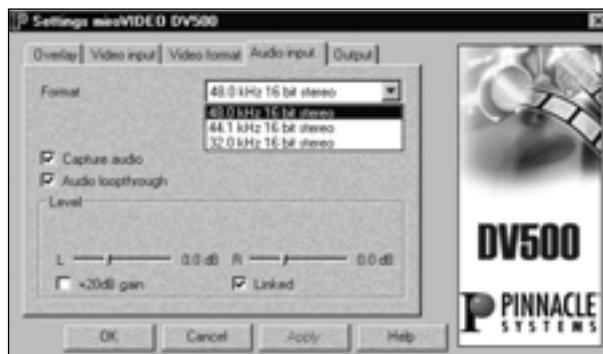 Settings miroVIDEO DV500
Overlay Video input Video format Audio input Output
Format 48.0 kHz 16 bit stereo
48.0 kHz 16 bit stereo
44.1 kHz 16 bit stereo
32.0 kHz 16 bit stereo
Capture audio
Audio loopthrough
Level
L 0.0 dB R 0.0 dB
+20dB gain Linked
OK Cancel Apply Help
DV500
PINNACLE
SYSTEMS